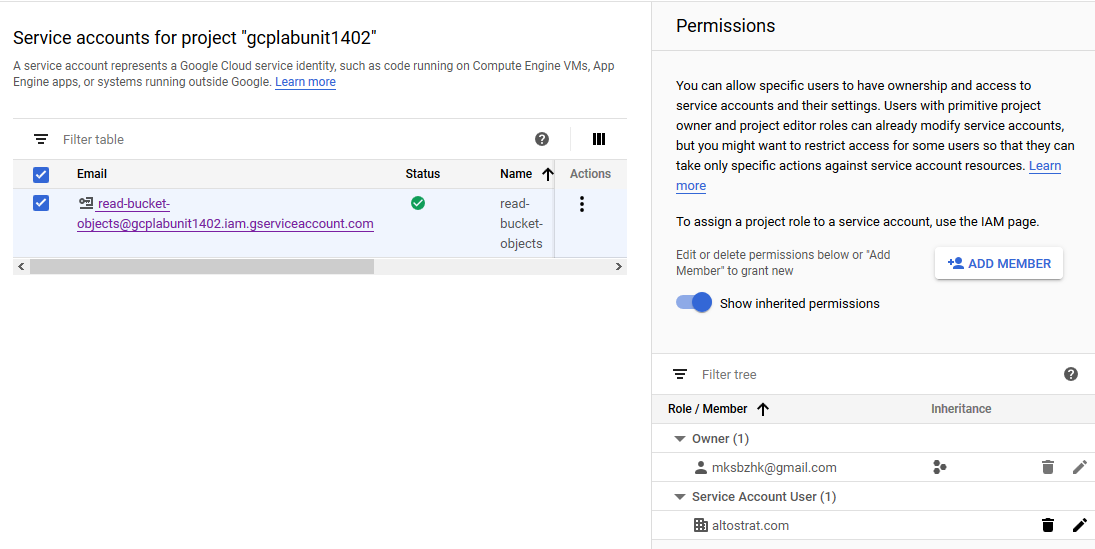 Service accounts for project "gcplabunit1402"
A service account represents a Google Cloud service identity, such as code running on Compute Engine VMs, App
Engine apps, or systems running outside Google. Learn more
Filter table
Email Status Name Actions
read-bucket-
objects@gcplabunit1402.iam.gserviceaccount.com
read-
bucket-
objects
Permissions
You can allow specific users to have ownership and access to
service accounts and their settings. Users with primitive project
owner and project editor roles can already modify service accounts,
but you might want to restrict access for some users so that they can
take only specific actions against service account resources. Learn
more
To assign a project role to a service account, use the IAM page.
Edit or delete permissions below or "Add
Member" to grant new
ADD MEMBER
Show inherited permissions
Filter tree
Role / Member Inheritance
Owner (1)
mksbzhk@gmail.com
Service Account User (1)
altostrat.com